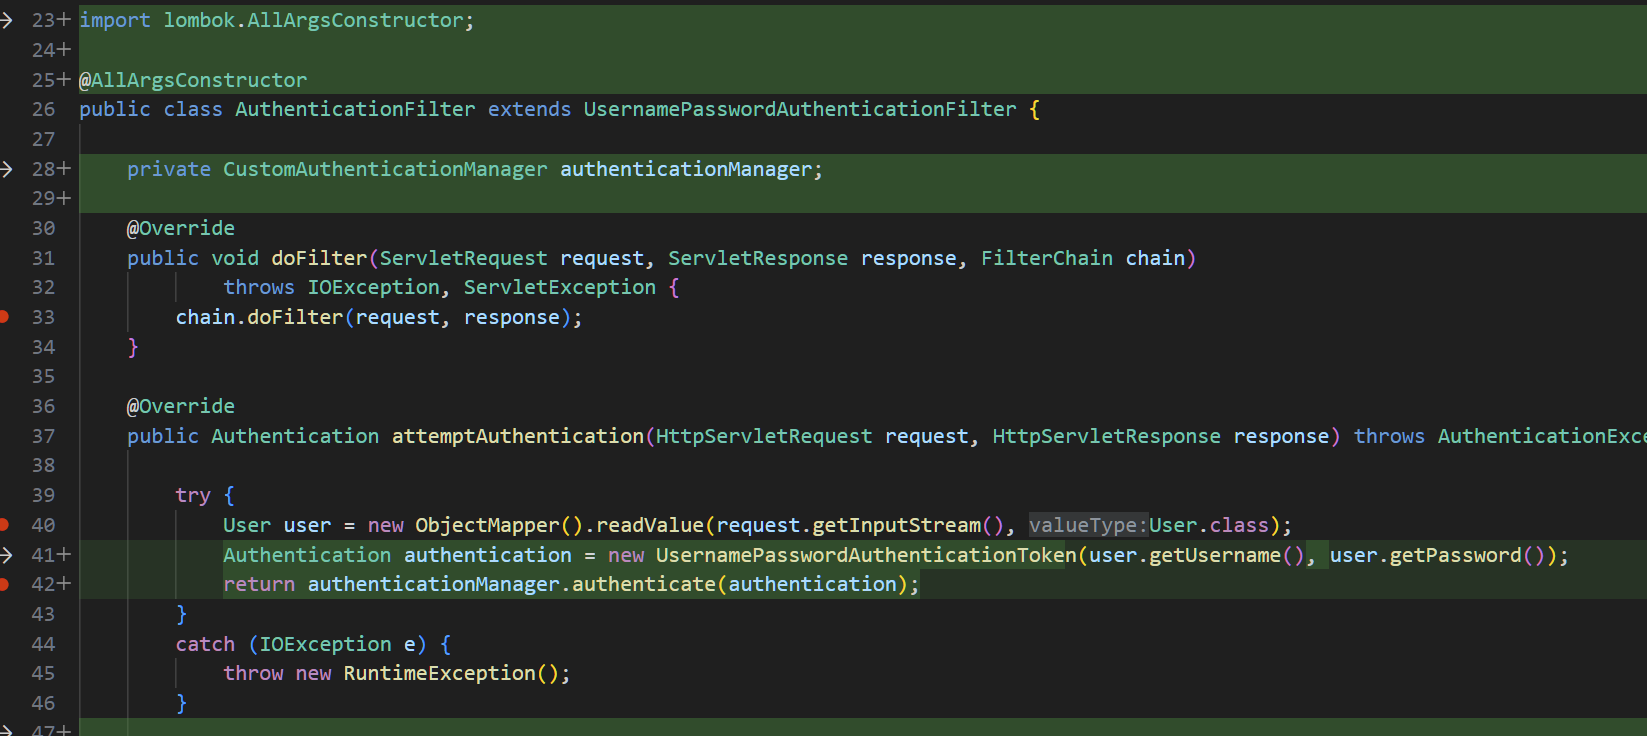 23+ import lombok.AllArgsConstructor;
24+
25+ @AllArgsConstructor
26 public class AuthenticationFilter extends UsernamePasswordAuthenticationFilter {
27
28+ private CustomAuthenticationManager authenticationManager;
29+
30 @Override
31 public void doFilter(ServletRequest request, ServletResponse response, FilterChain chain)
32 throws IOException, ServletException {
33 chain.doFilter(request, response);
34 }
35
36 @Override
37 public Authentication attemptAuthentication(HttpServletRequest request, HttpServletResponse response) throws AuthenticationExce
38
39 try {
40 User user = new ObjectMapper().readValue(request.getInputStream(), valueType:User.class);
41+ Authentication authentication = new UsernamePasswordAuthenticationToken(user.getUsername(), user.getPassword());
42+ return authenticationManager.authenticate(authentication);
43 }
44 catch (IOException e) {
45 throw new RuntimeException();
46 }
47+